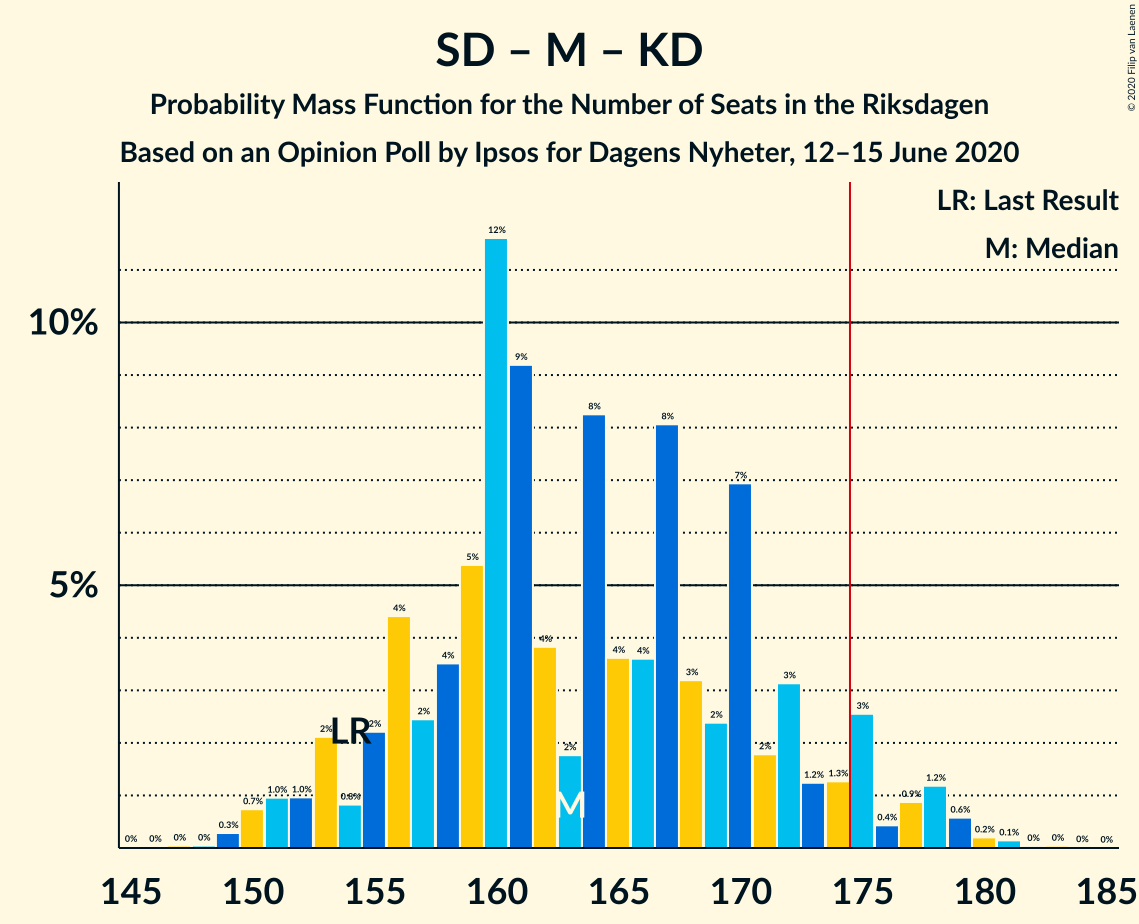 SD – M – KD
Probability Mass Function for the Number of Seats in the Riksdagen
Based on an Opinion Poll by Ipsos for Dagens Nyheter, 12–15 June 2020
© 2020 Filip van Laenen
LR: Last Result
M: Median
10%
5%
0% 0% 0% 0% 0.3% 0.7% 1.0% 1.0% 2% 0.8% 2% 4% 2% 4% 5% 12% 9% 4% 2% 8% 4% 4% 8% 3% 2% 7% 2% 3% 1.2% 1.3% 3% 0.4% 0.9% 1.2% 0.6% 0.2% 0.1% 0% 0% 0% 0%
LR
M
145 150 155 160 165 170 175 180 185